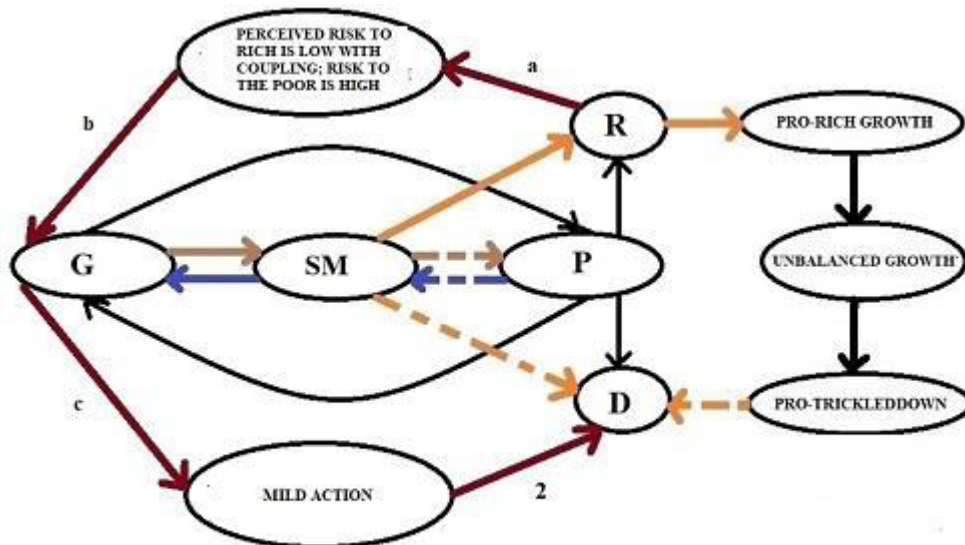 PERCEIVED RISK TO
RICH IS LOW WITH
COUPLING; RISK TO
THE POOR IS HIGH
a
R
PRO-RICH GROWTH
b
G
SM
P
UNBALANCED GROWTH
c
D
PRO-TRICKLEDDOWN
MILD ACTION
2